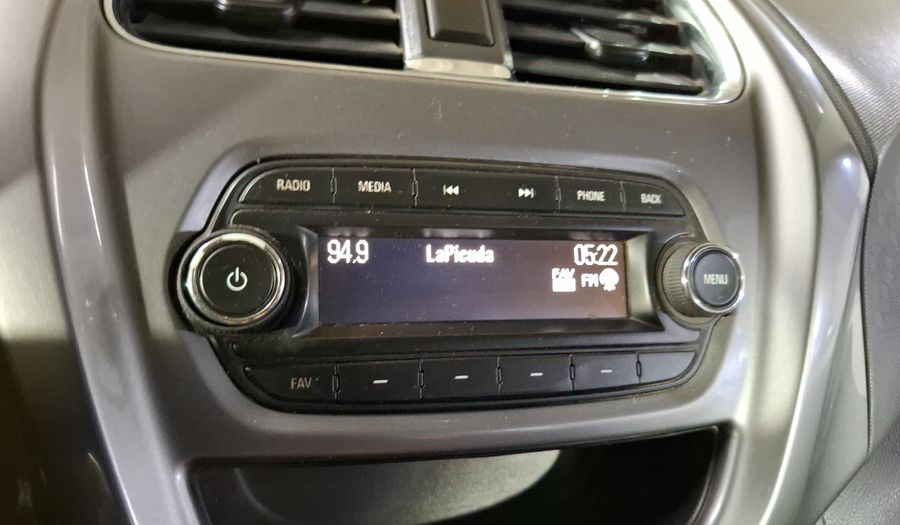 RADIO MEDIA PHONE BACK
94.9 LaPicuda 05:22
FAV FM
MENU
FAV